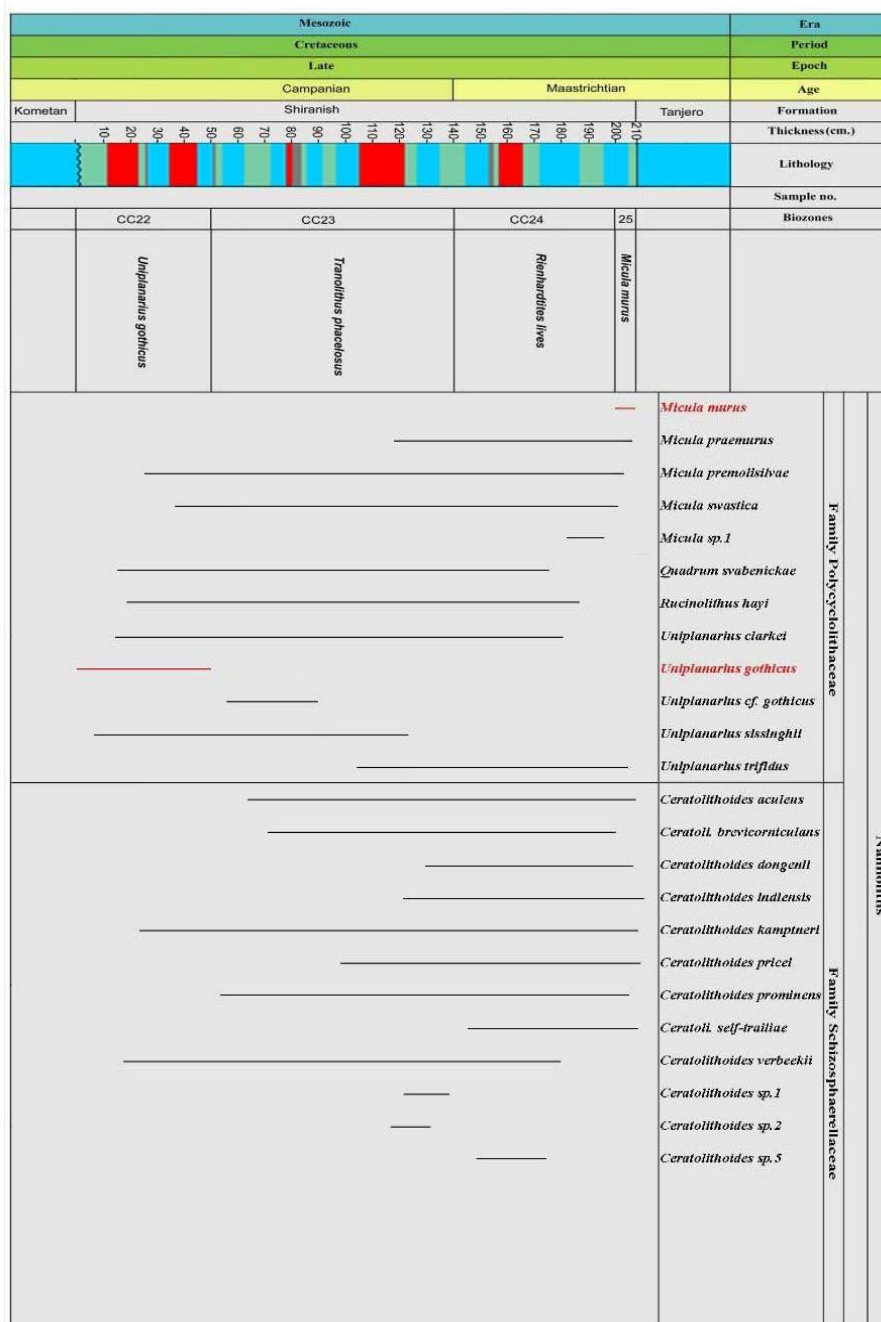 Mesozoic Era
Cretaceous Period
Late Epoch
Campanian Maastrichtian Age
Kometan Shiranish Tanjero Formation
10- 20- 30- 40- 50- 60- 70- 80- 90- 100- 110- 120- 130- 140- 150- 160- 170- 180- 190- 200- 210 Thickness(cm.)
Lithology
Sample no.
CC22 CC23 CC24 25 Biozones
Uniplanarius gothicus
Tranolithus phacelosus
Rienhardtites lives
Micula murus
Micula murus
Micula praemurus
Micula premolisilvae
Micula swastica
Micula sp.1
Quadrum svabenickae
Rucinolithus hayi
Uniplanarius clarkei
Uniplanarius gothicus
Uniplanarius cf. gothicus
Uniplanarius sissinghii
Uniplanarius trifidus
Family Polycyclolithaceae
Ceratolithoides aculeus
Ceratoli. brevicorniculans
Ceratolithoides dongenii
Ceratolithoides indiensis
Ceratolithoides kamptneri
Ceratolithoides pricei
Ceratolithoides prominens
Ceratoli. self-trailiae
Ceratolithoides verbeekii
Ceratolithoides sp.1
Ceratolithoides sp.2
Ceratolithoides sp.5
Family Schizosphaerellaceae